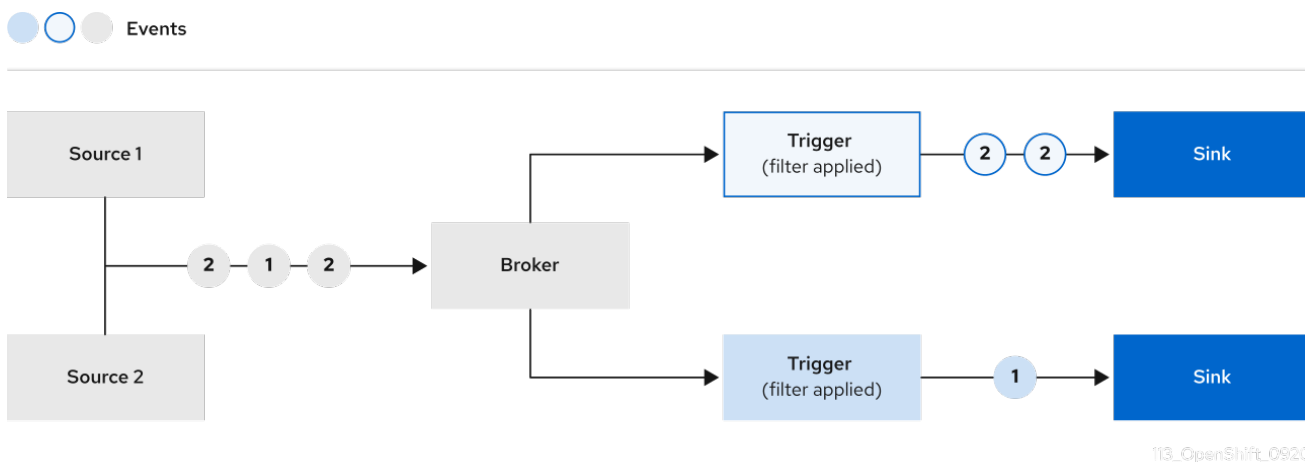 Events
Source 1
Trigger
(filter applied)
2 2
Sink
2 1 2
Broker
Source 2
Trigger
(filter applied)
1
Sink
113_OpenShift_0920